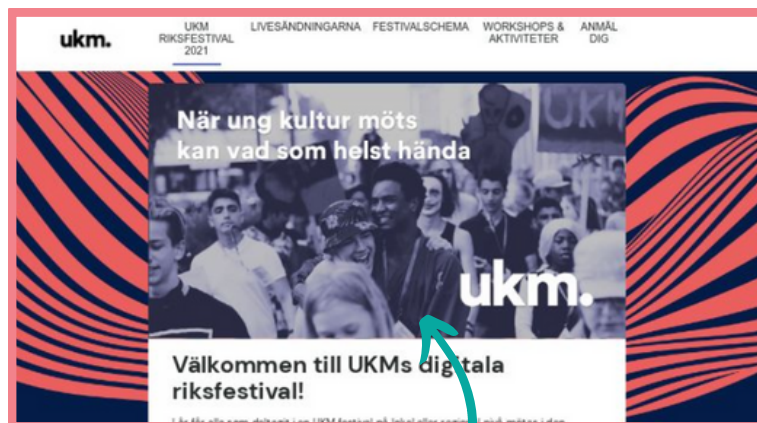 ukm.
UKM
RIKSFESTIVAL
2021
LIVESÄNDNINGARNA
FESTIVALSCHEMA
WORKSHOPS &
AKTIVITETER
ANMÄL
DIG
UKM
När ung kultur möts
kan vad som helst hända
ukm.
Välkommen till UKMs digitala
riksfestival!